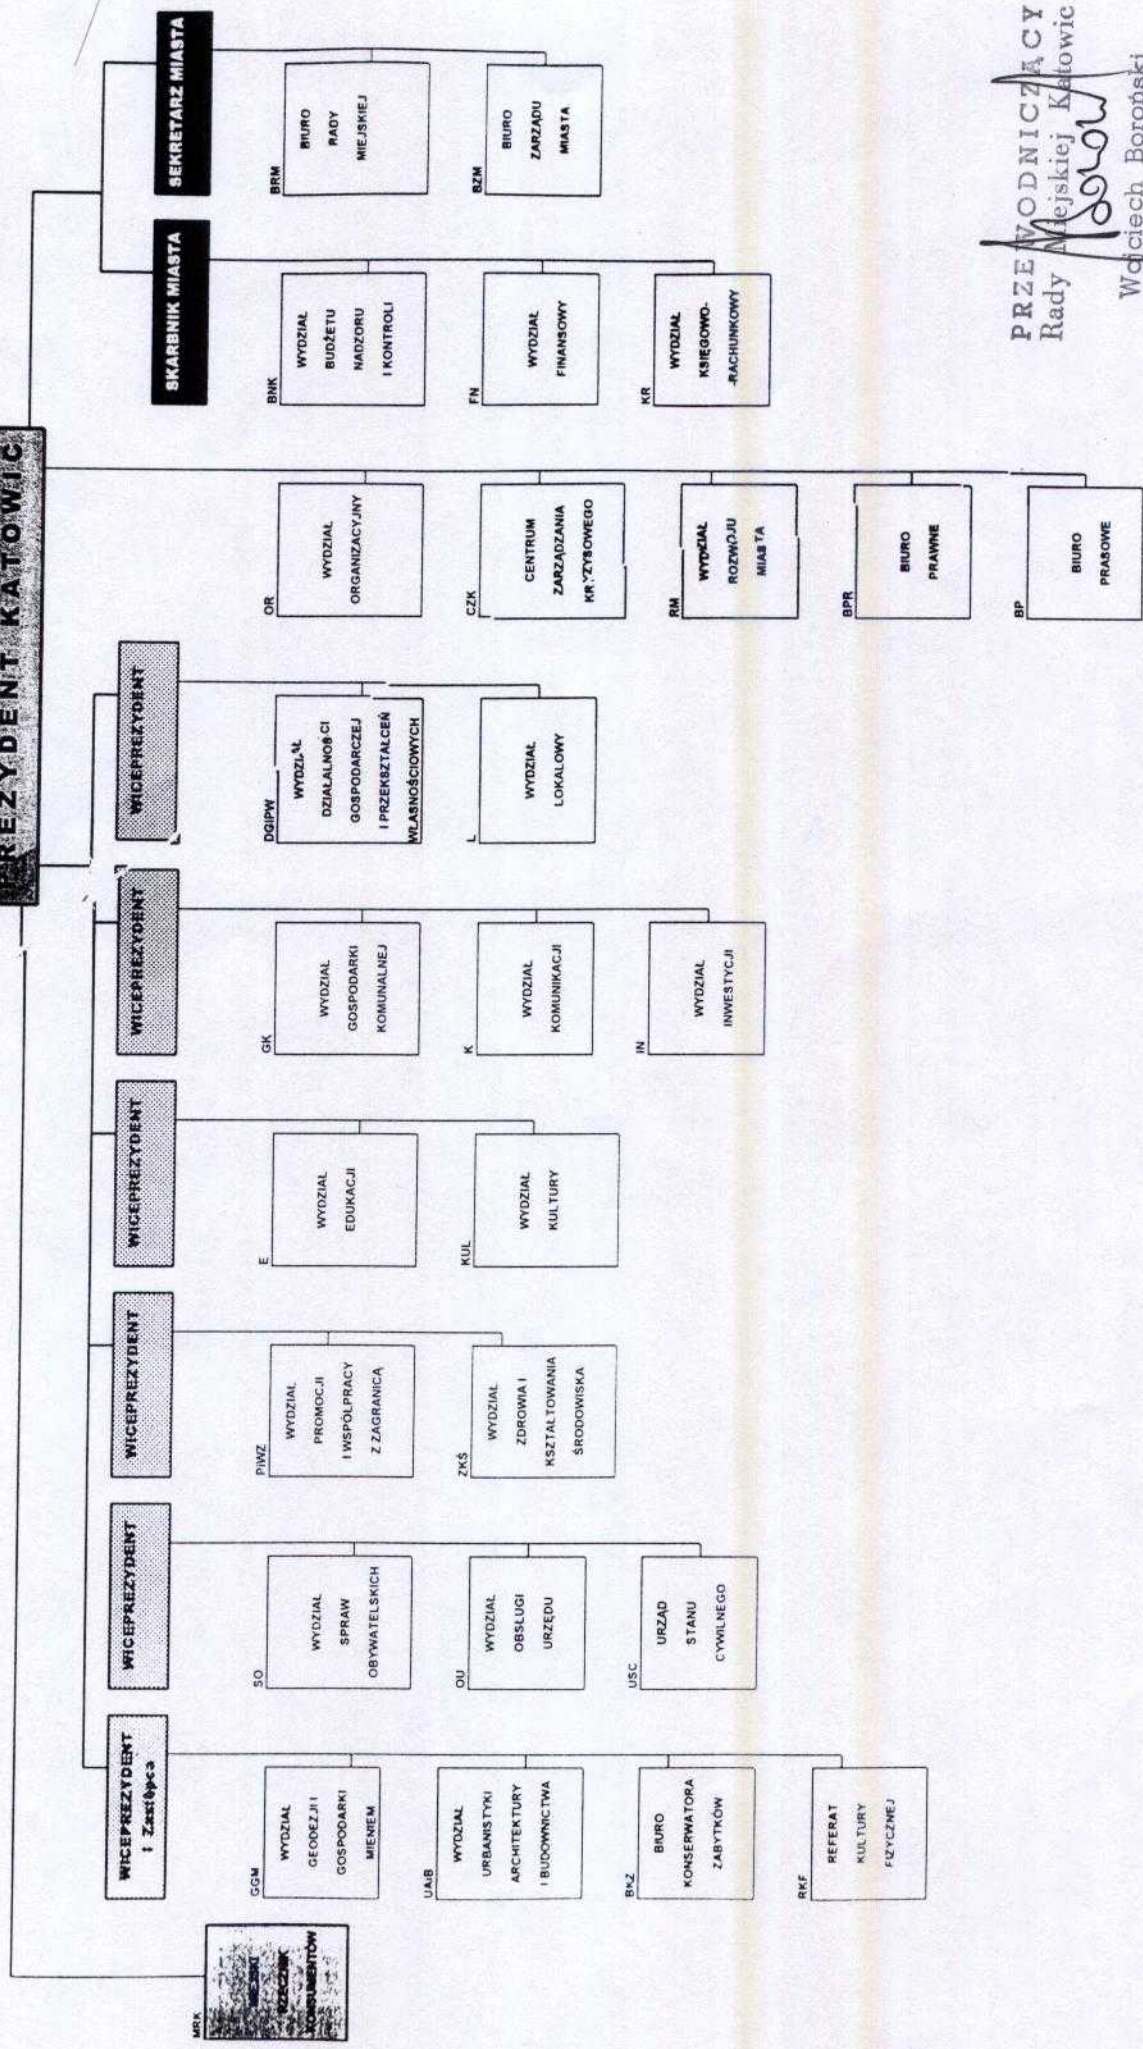 PREZYDENT KATOWIC
MRK
MIEJSKI
RZECZNIK
KONSUMENTÓW
WICEPREZYDENT
I Zastępca
GGM
WYDZIAŁ
GEODEZJI I
GOSPODARKI
MIENIEM
UAiB
WYDZIAŁ
URBANISTYKI
ARCHITEKTURY
I BUDOWNICTWA
BKZ
BIURO
KONSERWATORA
ZABYTKÓW
RKF
REFERAT
KULTURY
FIZYCZNEJ
WICEPREZYDENT
SO
WYDZIAŁ
SPRAW
OBYWATELSKICH
OU
WYDZIAŁ
OBSŁUGI
URZĘDU
USC
URZĄD
STANU
CYWILNEGO
WICEPREZYDENT
PiWZ
WYDZIAŁ
PROMOCJI
I WSPÓŁPRACY
Z ZAGRANICĄ
ZKŚ
WYDZIAŁ
ZDROWIA I
KSZTAŁTOWANIA
ŚRODOWISKA
WICEPREZYDENT
E
WYDZIAŁ
EDUKACJI
KUL
WYDZIAŁ
KULTURY
WICEPREZYDENT
GK
WYDZIAŁ
GOSPODARKI
KOMUNALNEJ
K
WYDZIAŁ
KOMUNIKACJI
IN
WYDZIAŁ
INWESTYCJI
WICEPREZYDENT
DGIPW
WYDZIAŁ
DZIAŁALNOŚCI
GOSPODARCZEJ
I PRZEKSZTAŁCEŃ
WŁASNOŚCIOWYCH
L
WYDZIAŁ
LOKALOWY
OR
WYDZIAŁ
ORGANIZACYJNY
CZK
CENTRUM
ZARZĄDZANIA
KRYZYSOWEGO
RM
WYDZIAŁ
ROZWOJU
MIASTA
BPR
BIURO
PRAWNE
BP
BIURO
PRASOWE
SKARBNIK MIASTA
BNK
WYDZIAŁ
BUDŻETU
NADZORU
I KONTROLI
FN
WYDZIAŁ
FINANSOWY
KR
WYDZIAŁ
KSIĘGOWO-
-RACHUNKOWY
SEKRETARZ MIASTA
BRM
BIURO
RADY
MIEJSKIEJ
BZM
BIURO
ZARZĄDU
MIASTA
PRZEWODNICZĄCY
Rady Miejskiej Katowic
Wojciech Boroński